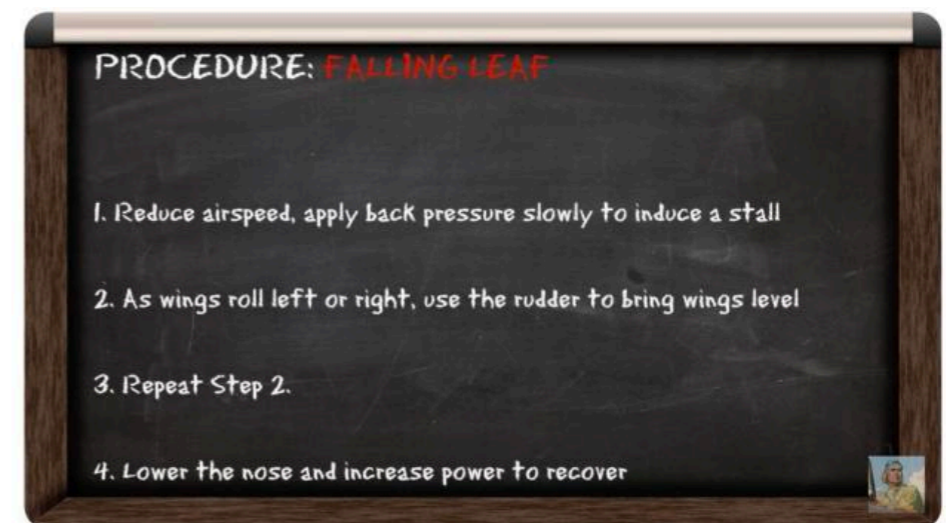 PROCEDURE: FALLING LEAF
1. Reduce airspeed, apply back pressure slowly to induce a stall
2. As wings roll left or right, use the rudder to bring wings level
3. Repeat Step 2.
4. Lower the nose and increase power to recover